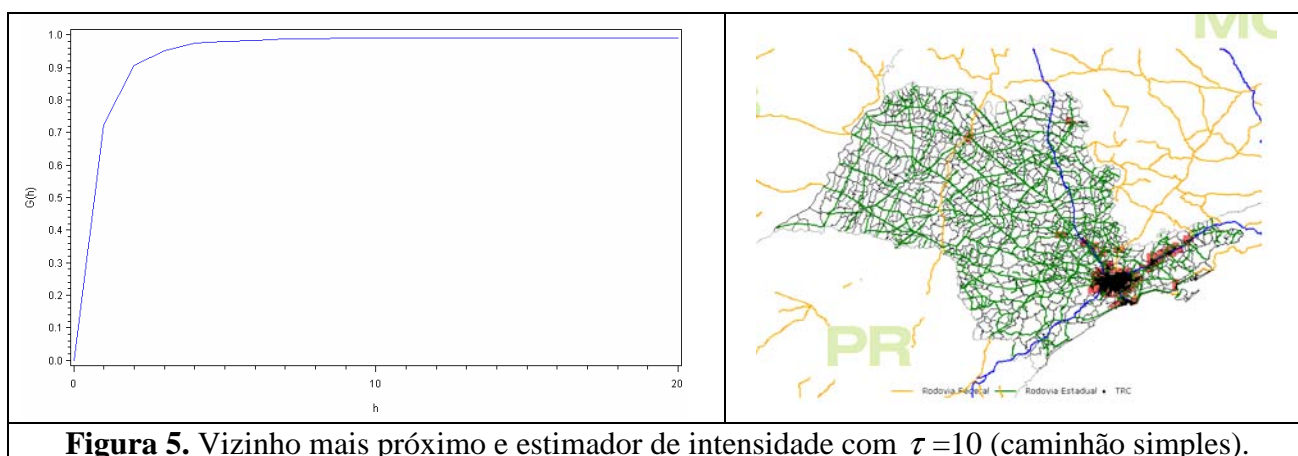 1.0
0.9
0.8
0.7
0.6
0.5
0.4
0.3
0.2
0.1
0.0
G(h)
0
10
20
h
PR
Rodovia Federal Rodovia Estadual • TRC
Figura 5. Vizinho mais próximo e estimador de intensidade com τ =10 (caminhão simples).